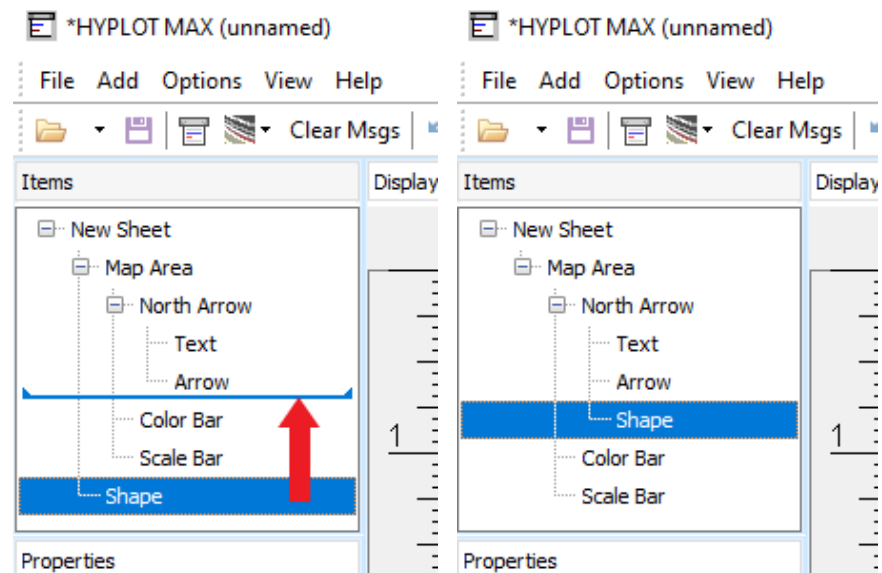 *HYPLOT MAX (unnamed)
File Add Options View Help
Clear Msgs
Items
Display
New Sheet
Map Area
North Arrow
Text
Arrow
Color Bar
Scale Bar
Shape
1
Properties
*HYPLOT MAX (unnamed)
File Add Options View Help
Clear Msgs
Items
Display
New Sheet
Map Area
North Arrow
Text
Arrow
Shape
Color Bar
Scale Bar
1
Properties